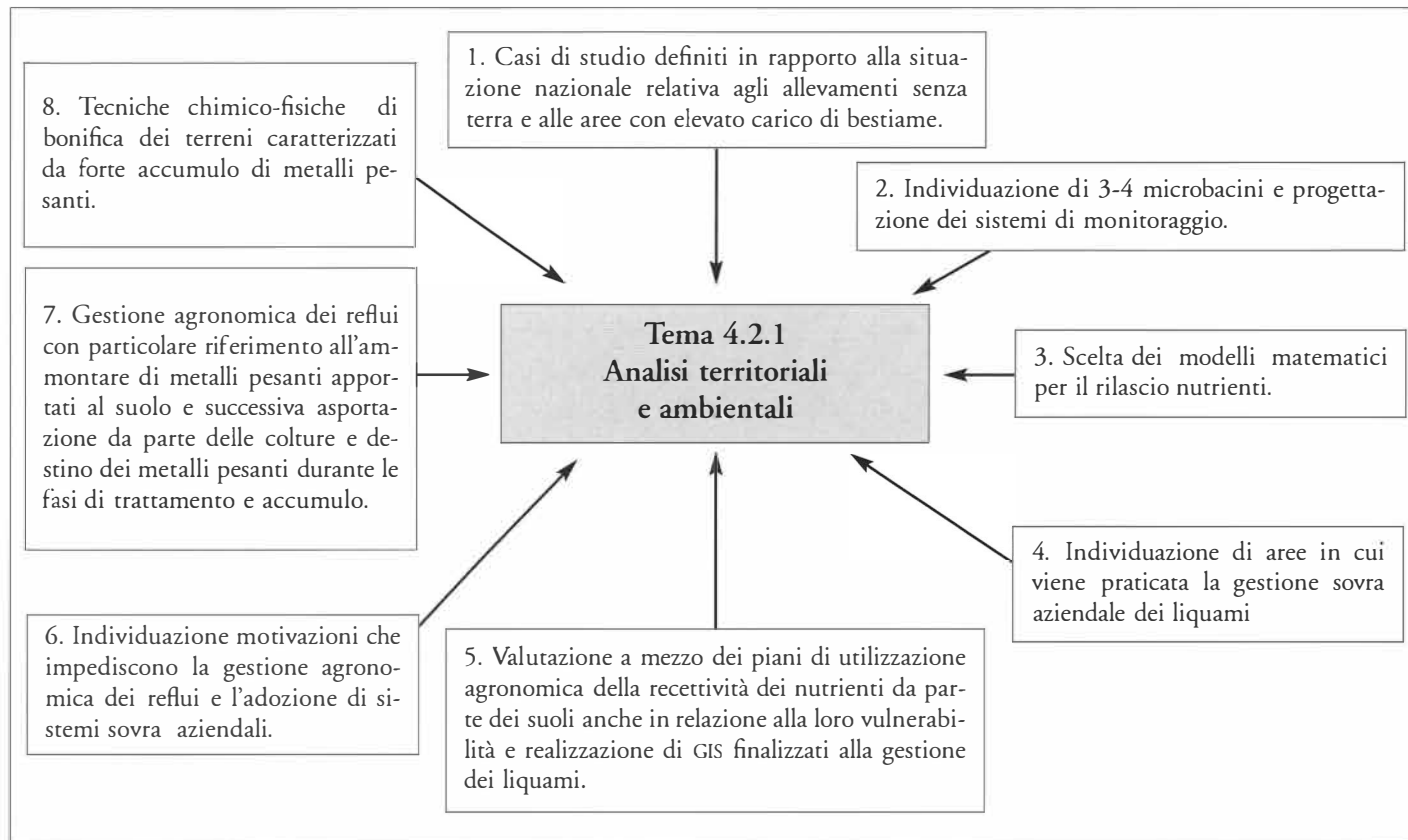 1. Casi di studio definiti in rapporto alla situa-
zione nazionale relativa agli allevamenti senza
terra e alle aree con elevato carico di bestiame.
2. Individuazione di 3-4 microbacini e progetta-
zione dei sistemi di monitoraggio.
3. Scelta dei modelli matematici
per il rilascio nutrienti.
4. Individuazione di aree in cui
viene praticata la gestione sovra
aziendale dei liquami
5. Valutazione a mezzo dei piani di utilizzazione
agronomica della recettività dei nutrienti da par-
te dei suoli anche in relazione alla loro vulnerabi-
lità e realizzazione di GIS finalizzati alla gestione
dei liquami.
6. Individuazione motivazioni che
impediscono la gestione agrono-
mica dei reflui e l'adozione di si-
stemi sovra aziendali.
7. Gestione agronomica dei reflui
con particolare riferimento all'am-
montare di metalli pesanti appor-
tati al suolo e successiva asporta-
zione da parte delle colture e de-
stino dei metalli pesanti durante le
fasi di trattamento e accumulo.
8. Tecniche chimico-fisiche di
bonifica dei terreni caratterizzati
da forte accumulo di metalli pe-
santi.
Tema 4.2.1
Analisi territoriali
e ambientali